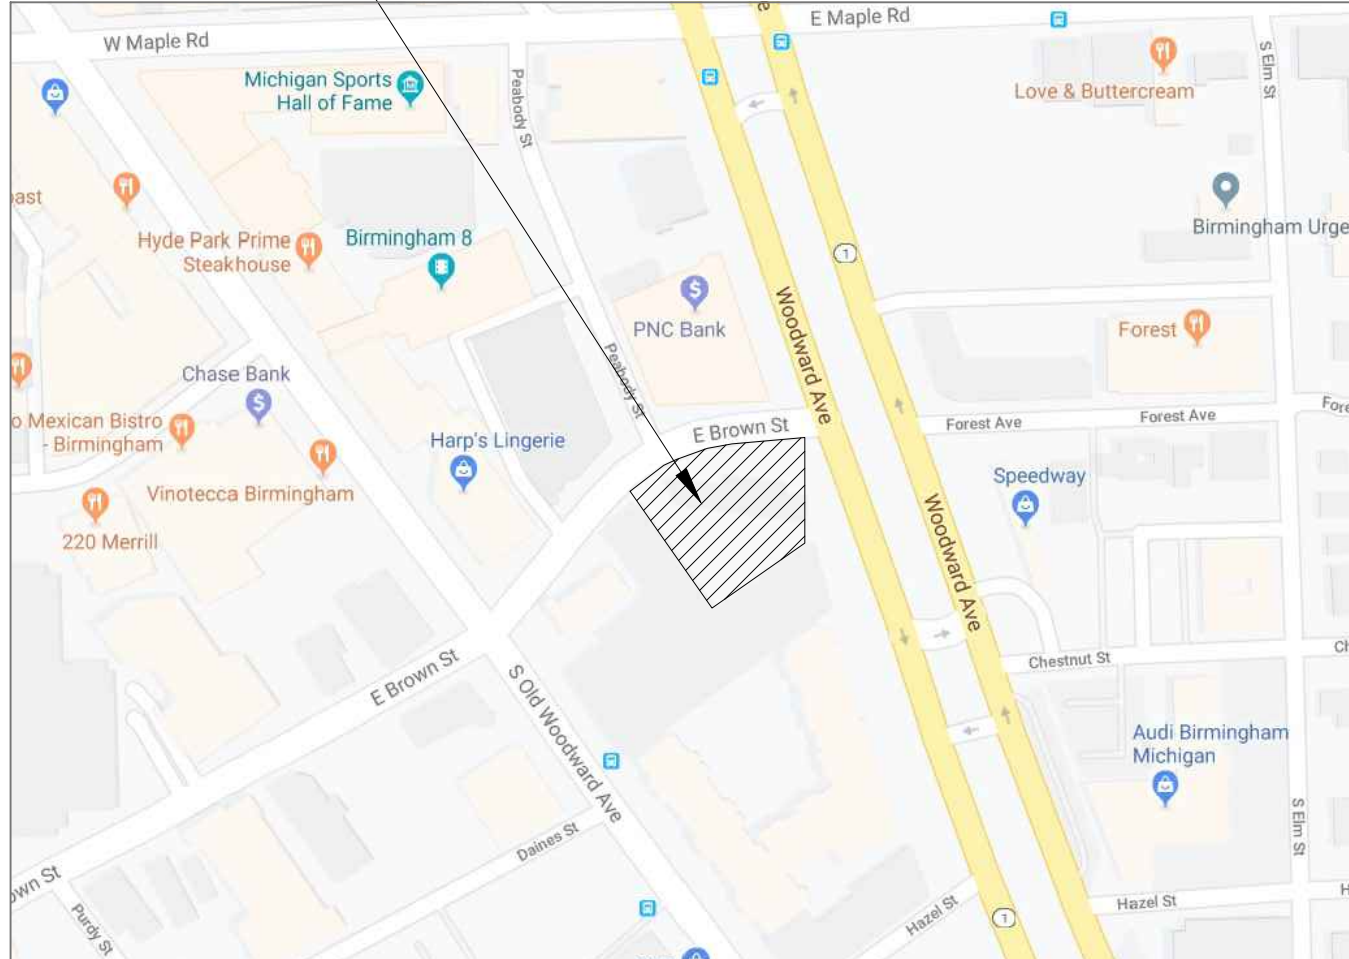 e
E Maple Rd
W Maple Rd
S Elm St
Michigan Sports
Hall of Fame
Peabody St
Love & Buttercream
ast
Birmingham Urge
Hyde Park Prime
Steakhouse
Birmingham 8
1
Woodward Ave
PNC Bank
Forest
Peabody St
Chase Bank
o Mexican Bistro
- Birmingham
E Brown St
Forest Ave
Forest Ave
Fore
Harp's Lingerie
Speedway
Vinotecca Birmingham
Woodward Ave
220 Merrill
Chestnut St
Ch
E Brown St
S Old Woodward Ave
Audi Birmingham
Michigan
S Elm St
Daines St
own St
Purdy St
Hazel St
1
Hazel St
H